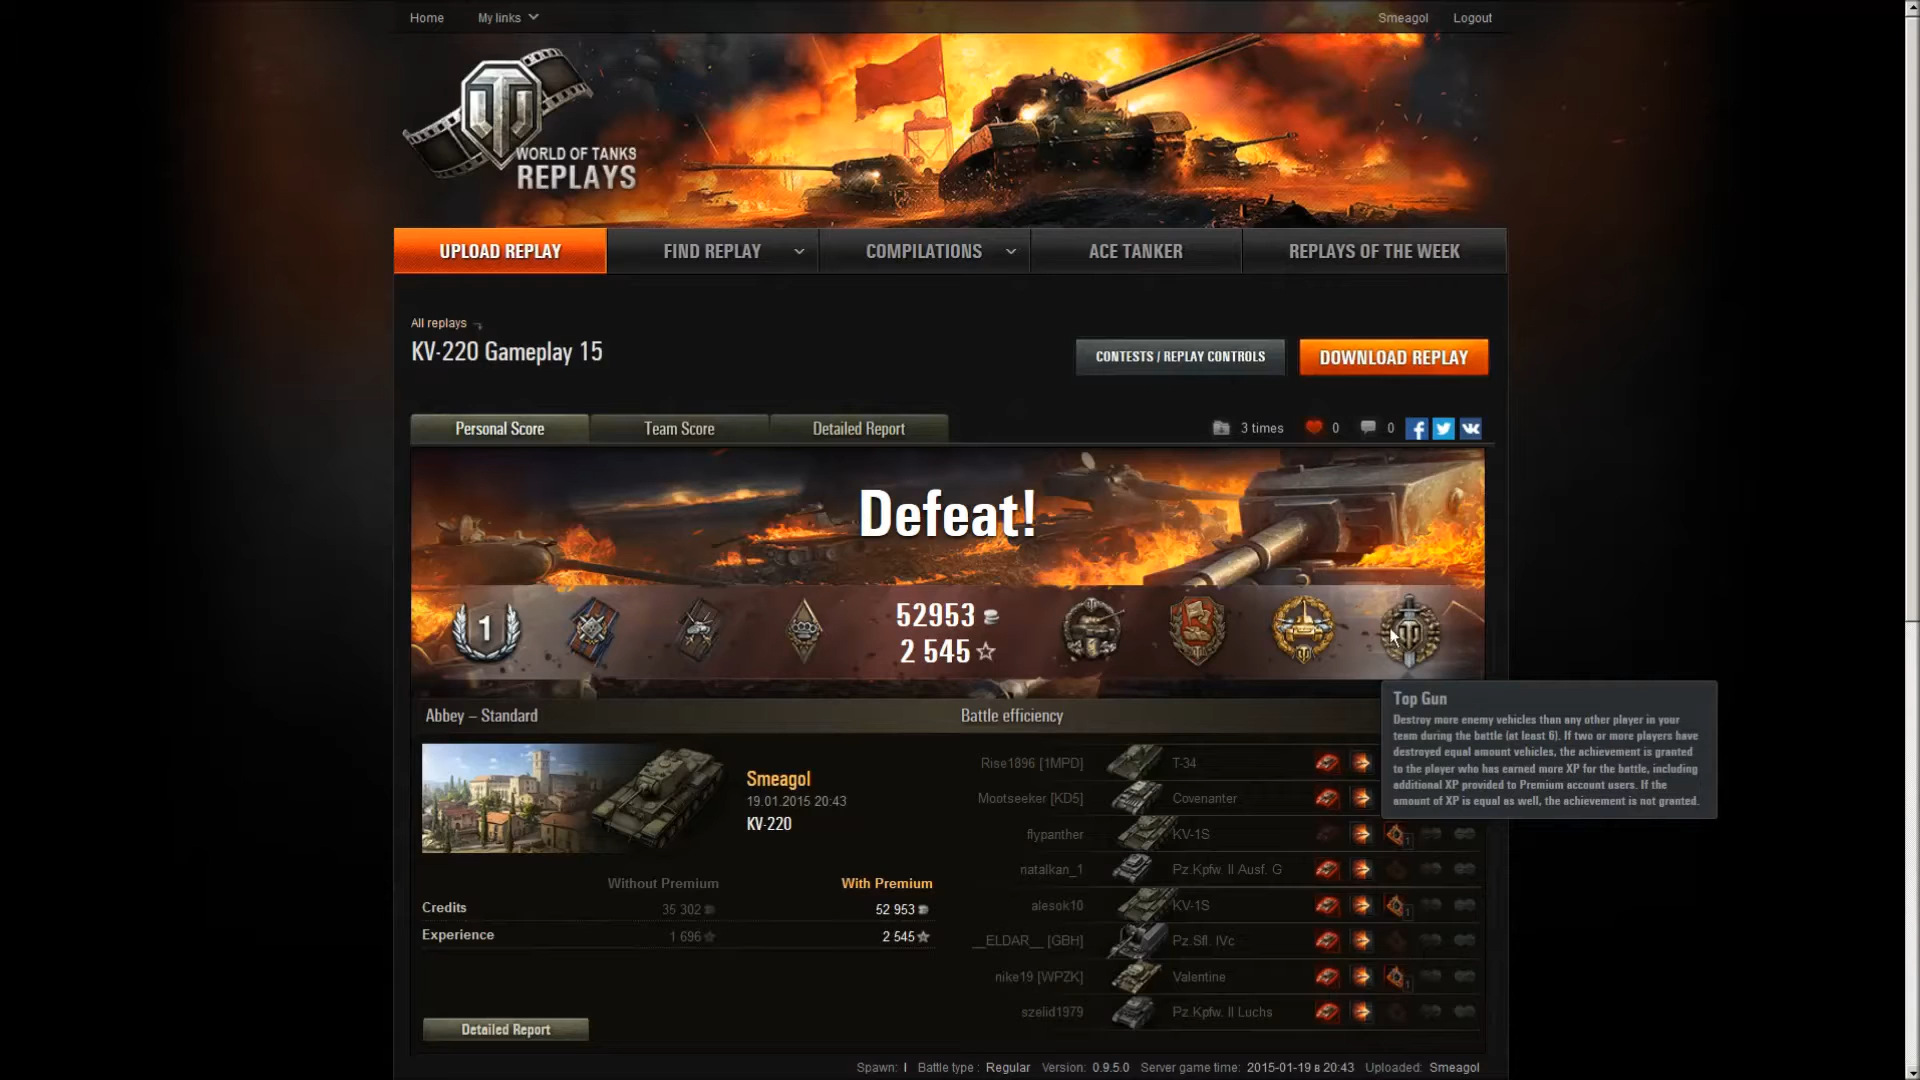 Home My links Smeagol Logout
WORLD OF TANKS
REPLAYS
UPLOAD REPLAY FIND REPLAY COMPILATIONS ACE TANKER REPLAYS OF THE WEEK
All replays
KV-220 Gameplay 15
CONTESTS / REPLAY CONTROLS DOWNLOAD REPLAY
Personal Score Team Score Detailed Report 3 times 0 0
Defeat!
1
52953
2 545
Abbey – Standard Battle efficiency
Top Gun
Destroy more enemy vehicles than any other player in your
team during the battle (at least 6). If two or more players have
destroyed equal amount vehicles, the achievement is granted
to the player who has earned more XP for the battle, including
additional XP provided to Premium account users. If the
amount of XP is equal as well, the achievement is not granted.
Smeagol
19.01.2015 20:43
KV-220
Without Premium With Premium
Credits 35 302 52 953
Experience 1 696 2 545
Detailed Report
Rise1896 [1MPD] T-34
Mootseeker [KD5] Covenanter
flypanther KV-1S 1
natalkan_1 Pz.Kpfw. II Ausf. G
alesok10 KV-1S 1
__ELDAR__ [GBH] Pz.Sfl. IVc
nike19 [WPZK] Valentine 1
szelid1979 Pz.Kpfw. II Luchs
Spawn: I Battle type : Regular Version: 0.9.5.0 Server game time: 2015-01-19 в 20:43 Uploaded: Smeagol